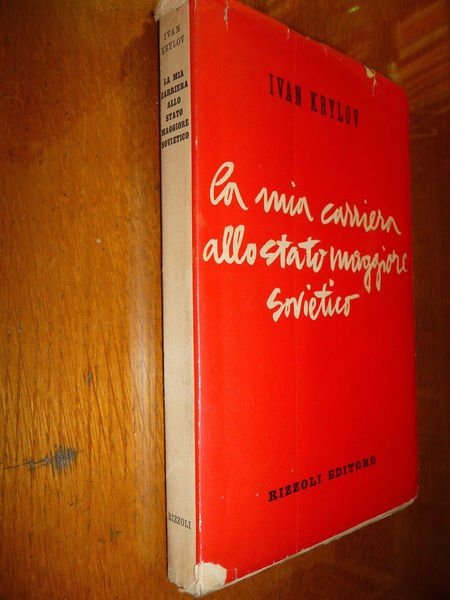 IVAN
KRYLOV
LA MIA
CARRIERA
ALLO
STATO
MAGGIORE
SOVIETICO
RIZZOLI
IVAN KRYLOV
la mia carriera
allo stato maggiore
sovietico
RIZZOLI EDITORE